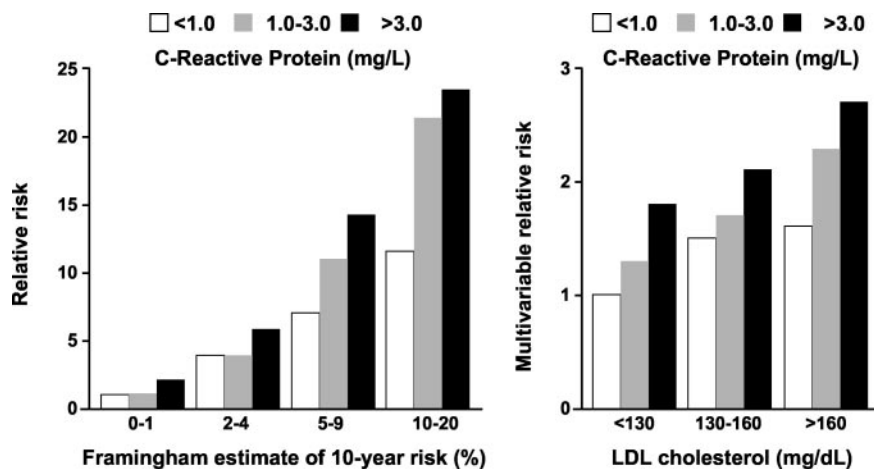 <1.0 1.0-3.0 >3.0
C-Reactive Protein (mg/L)
25
20
15
10
5
0
Relative risk
0-1 2-4 5-9 10-20
Framingham estimate of 10-year risk (%)
<1.0 1.0-3.0 >3.0
C-Reactive Protein (mg/L)
3
2
1
0
Multivariable relative risk
<130 130-160 >160
LDL cholesterol (mg/dL)